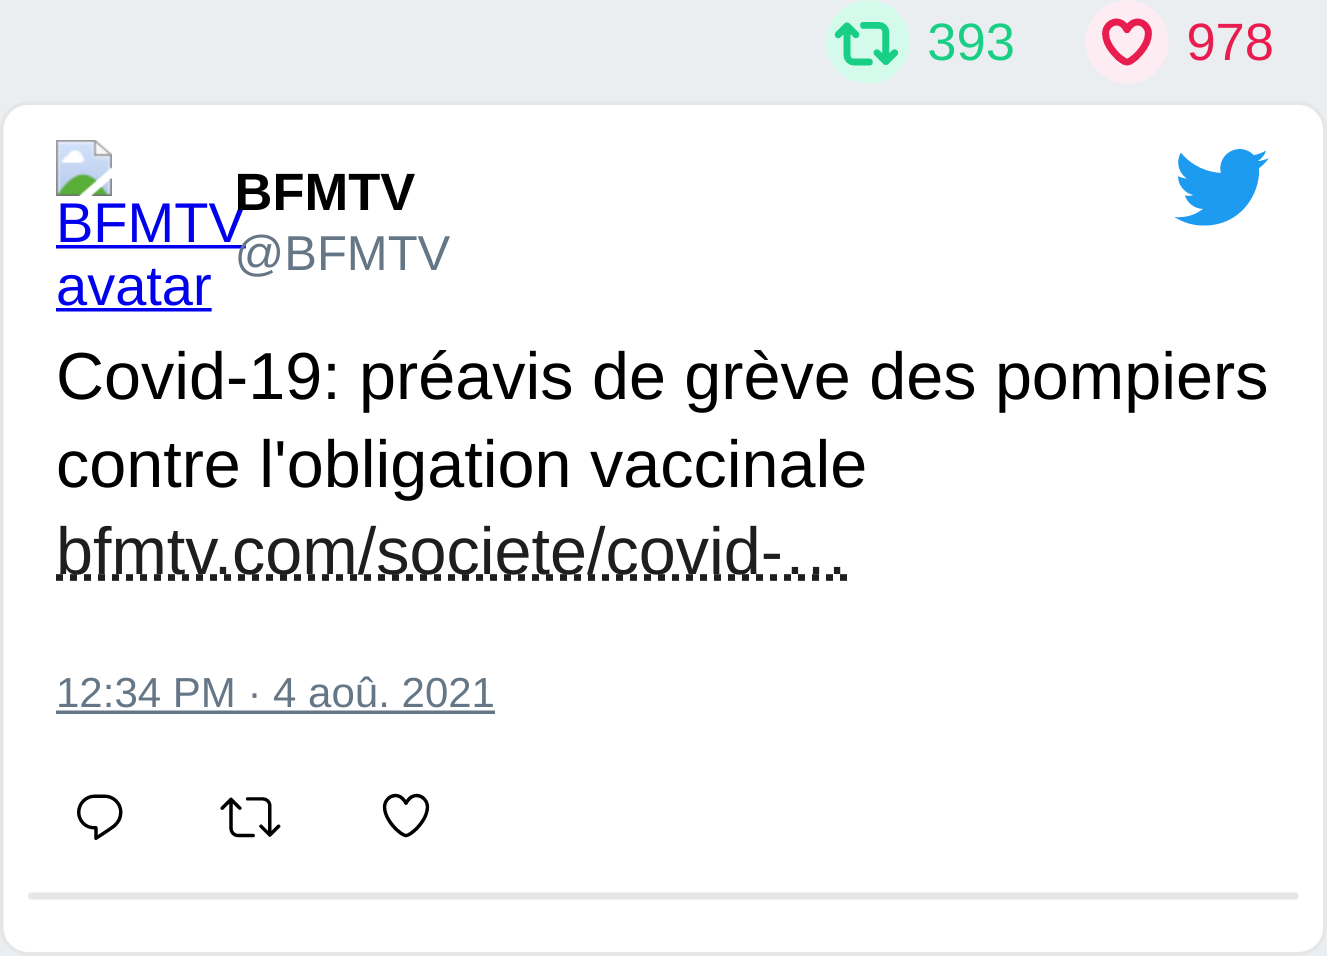 393 978
BFMTV avatar
BFMTV
@BFMTV
Covid-19: préavis de grève des pompiers
contre l'obligation vaccinale
bfmtv.com/societe/covid-...
12:34 PM · 4 aoû. 2021